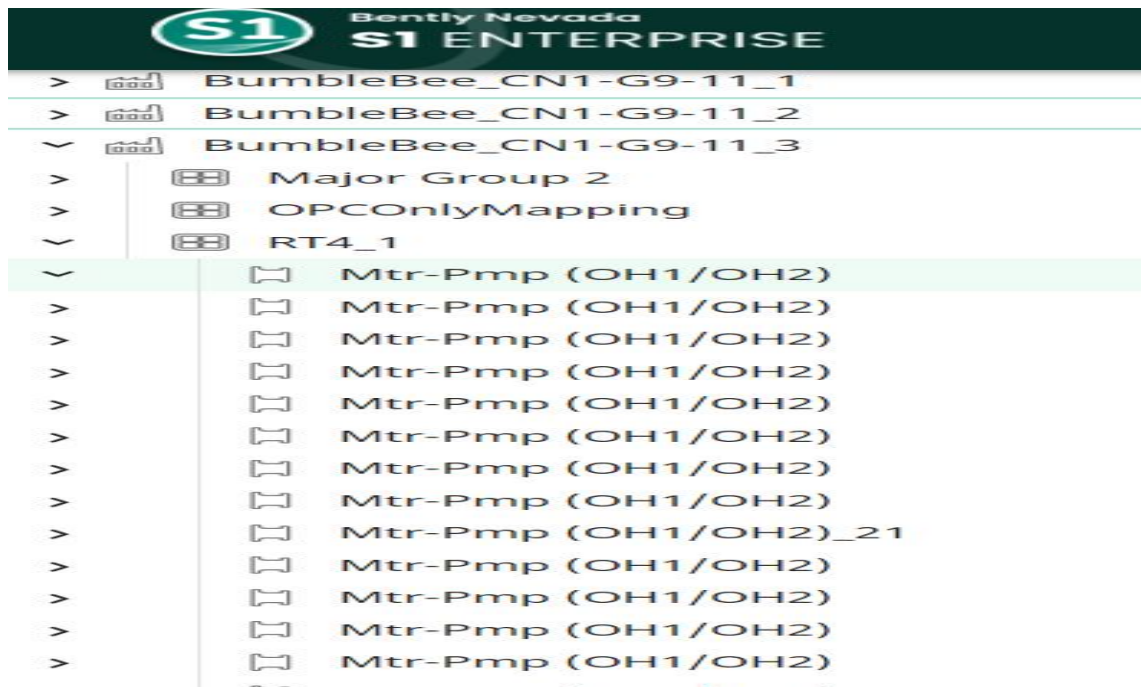 S1
Bently Nevada
S1 ENTERPRISE
BumbleBee_CN1-G9-11_1
BumbleBee_CN1-G9-11_2
BumbleBee_CN1-G9-11_3
Major Group 2
OPCOnlyMapping
RT4_1
Mtr-Pmp (OH1/OH2)
Mtr-Pmp (OH1/OH2)
Mtr-Pmp (OH1/OH2)
Mtr-Pmp (OH1/OH2)
Mtr-Pmp (OH1/OH2)
Mtr-Pmp (OH1/OH2)
Mtr-Pmp (OH1/OH2)
Mtr-Pmp (OH1/OH2)
Mtr-Pmp (OH1/OH2)_21
Mtr-Pmp (OH1/OH2)
Mtr-Pmp (OH1/OH2)
Mtr-Pmp (OH1/OH2)
Mtr-Pmp (OH1/OH2)